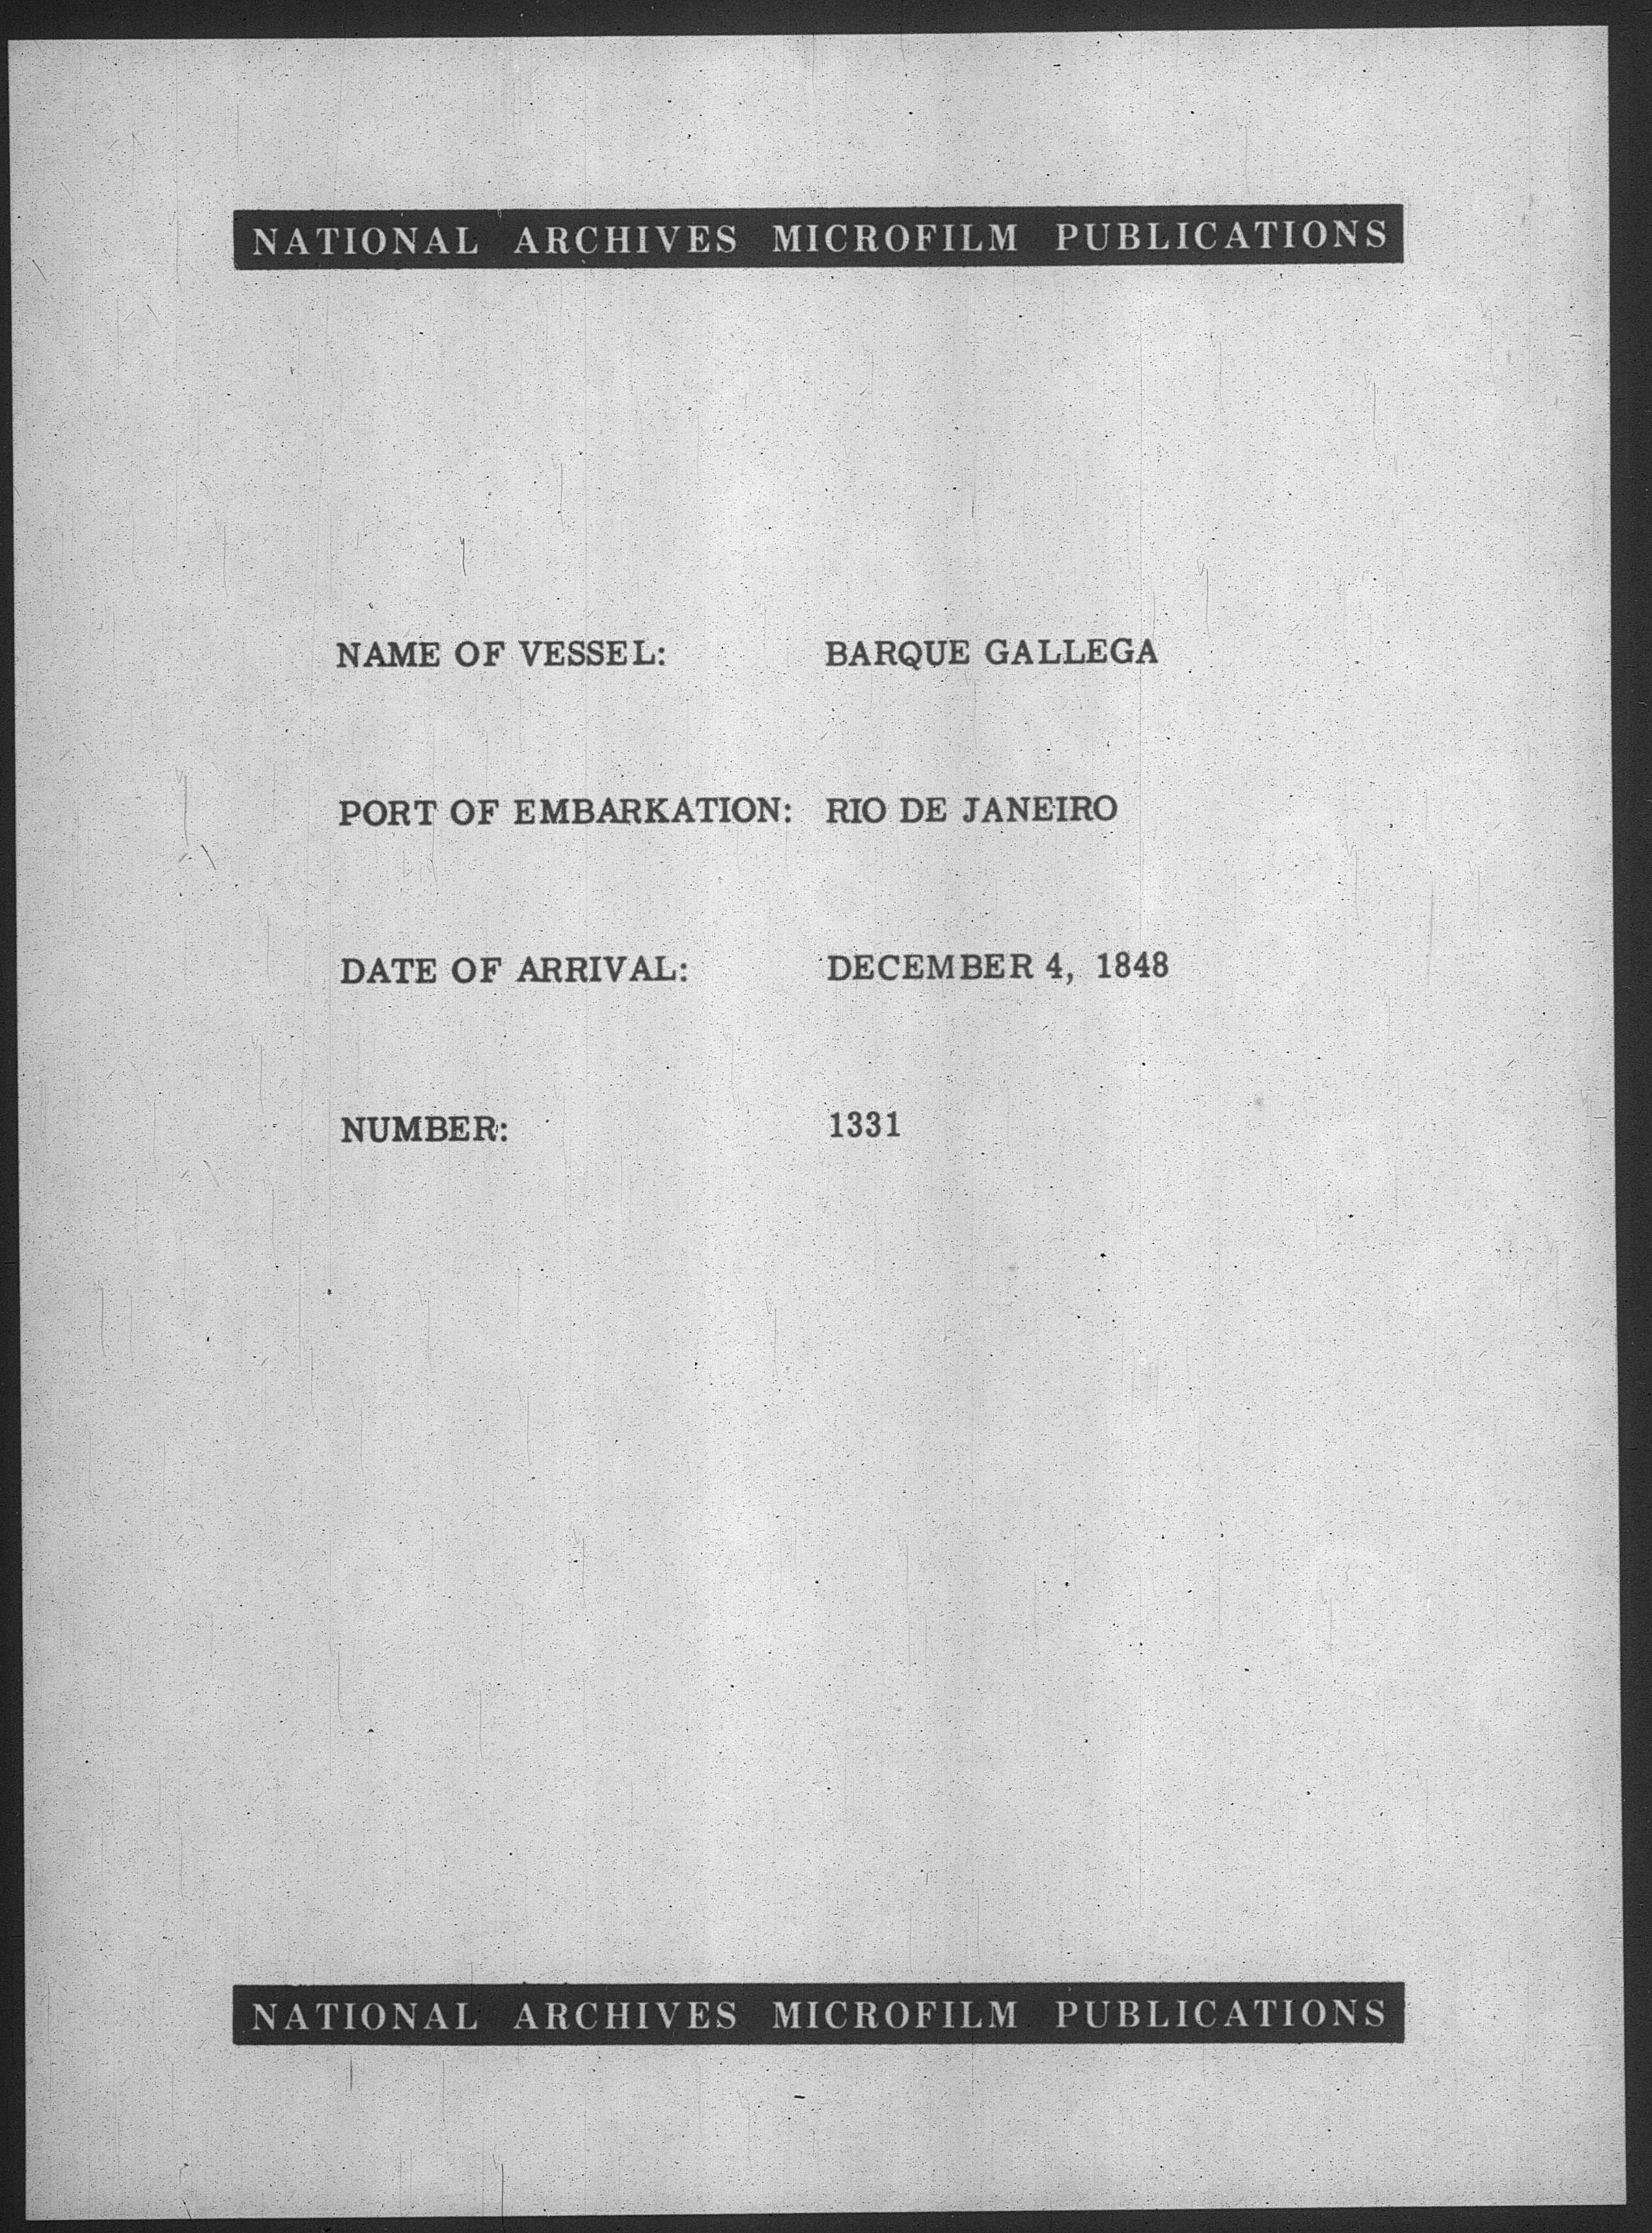 NATIONAL ARCHIVES MICROFILM PUBLICATIONS
NAME OF VESSEL: BARQUE GALLEGA
PORT OF EMBARKATION: RIO DE JANEIRO
DATE OF ARRIVAL: DECEMBER 4, 1848
NUMBER: 1331
NATIONAL ARCHIVES MICROFILM PUBLICATIONS